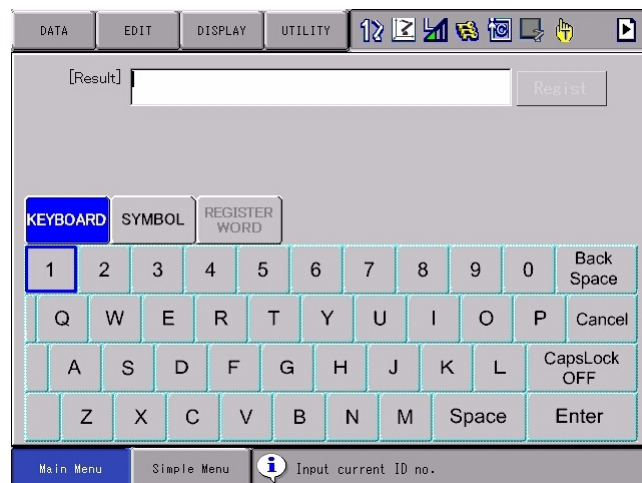 DATA EDIT DISPLAY UTILITY
[Result] Regist
KEYBOARD SYMBOL REGISTER WORD
1 2 3 4 5 6 7 8 9 0 Back Space
Q W E R T Y U I O P Cancel
A S D F G H J K L CapsLock OFF
Z X C V B N M Space Enter
Main Menu Simple Menu Input current ID no.